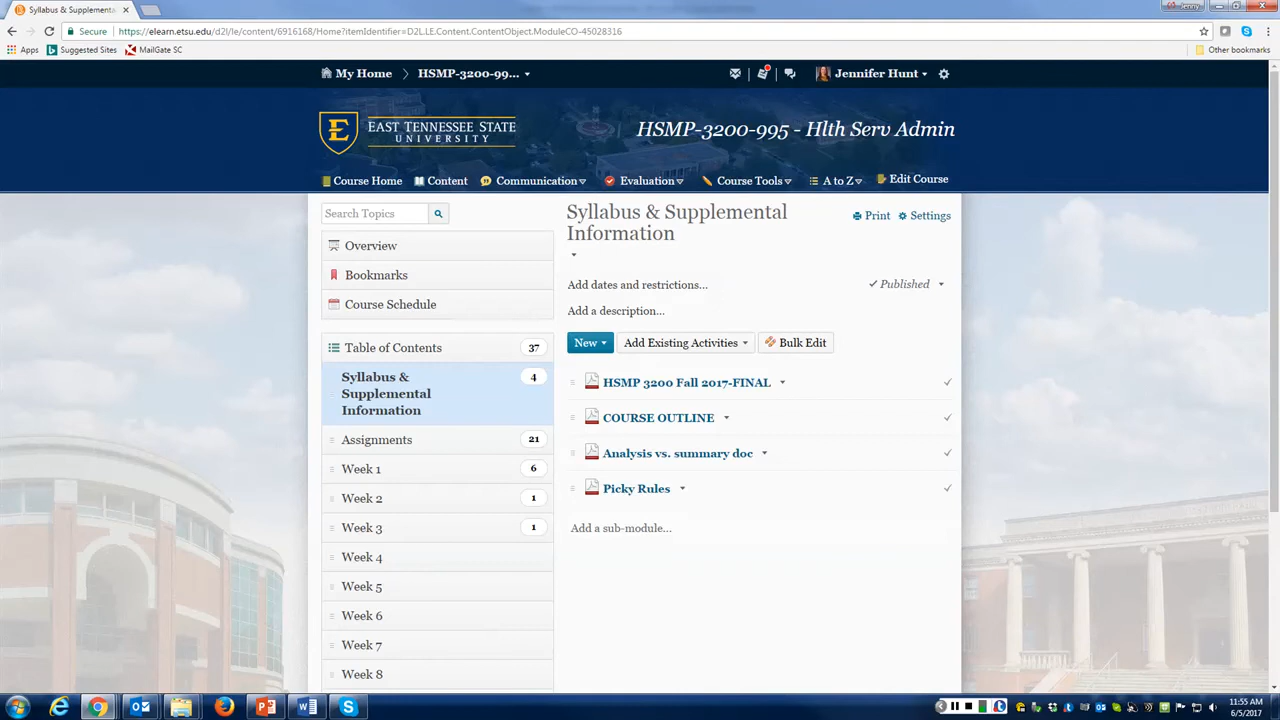 Syllabus & Supplementa
Jenny
Secure
https://elearn.etsu.edu/d2l/le/content/6916168/Home?itemIdentifier=D2L.LE.Content.ContentObject.ModuleCO-45028316
Apps
Suggested Sites
MailGate SC
Other bookmarks
My Home
HSMP-3200-99...
Jennifer Hunt
EAST TENNESSEE STATE
UNIVERSITY
HSMP-3200-995 - Hlth Serv Admin
Course Home
Content
Communication
Evaluation
Course Tools
A to Z
Edit Course
Search Topics
Overview
Bookmarks
Course Schedule
Table of Contents 37
Syllabus & 4
Supplemental
Information
Assignments 21
Week 1 6
Week 2 1
Week 3 1
Week 4
Week 5
Week 6
Week 7
Week 8
Syllabus & Supplemental
Information
Print
Settings
Add dates and restrictions...
Published
Add a description...
New
Add Existing Activities
Bulk Edit
HSMP 3200 Fall 2017-FINAL
COURSE OUTLINE
Analysis vs. summary doc
Picky Rules
Add a sub-module...
11:55 AM
6/5/2017